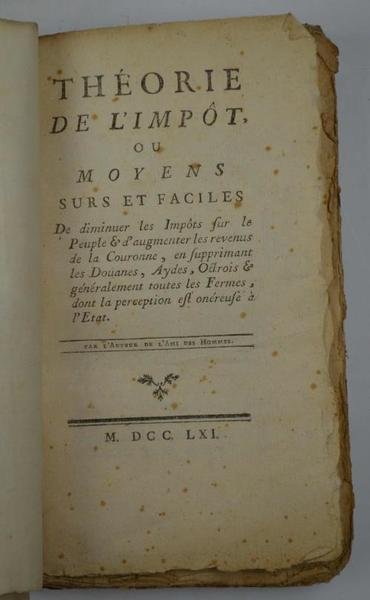 THÉORIE
DE L'IMPÔT,
OU
MOYENS
SURS ET FACILES
De diminuer les Impôts ſur le
Peuple & d'augmenter les revenus
de la Couronne, en ſupprimant
les Douanes, Aydes, Octrois &
généralement toutes les Fermes,
dont la perception eſt onéreuſe à
l'Etat.
PAR L'AUTEUR DE L'AMI DES HOMMES.
M. DCC. LXI.